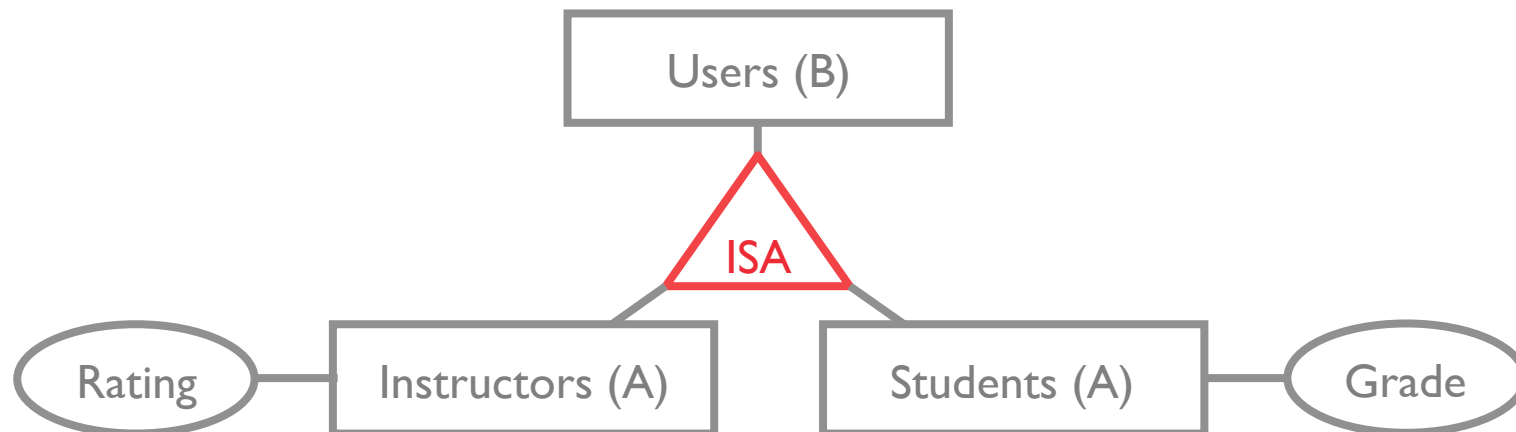 Users (B)
ISA
Rating
Instructors (A)
Students (A)
Grade